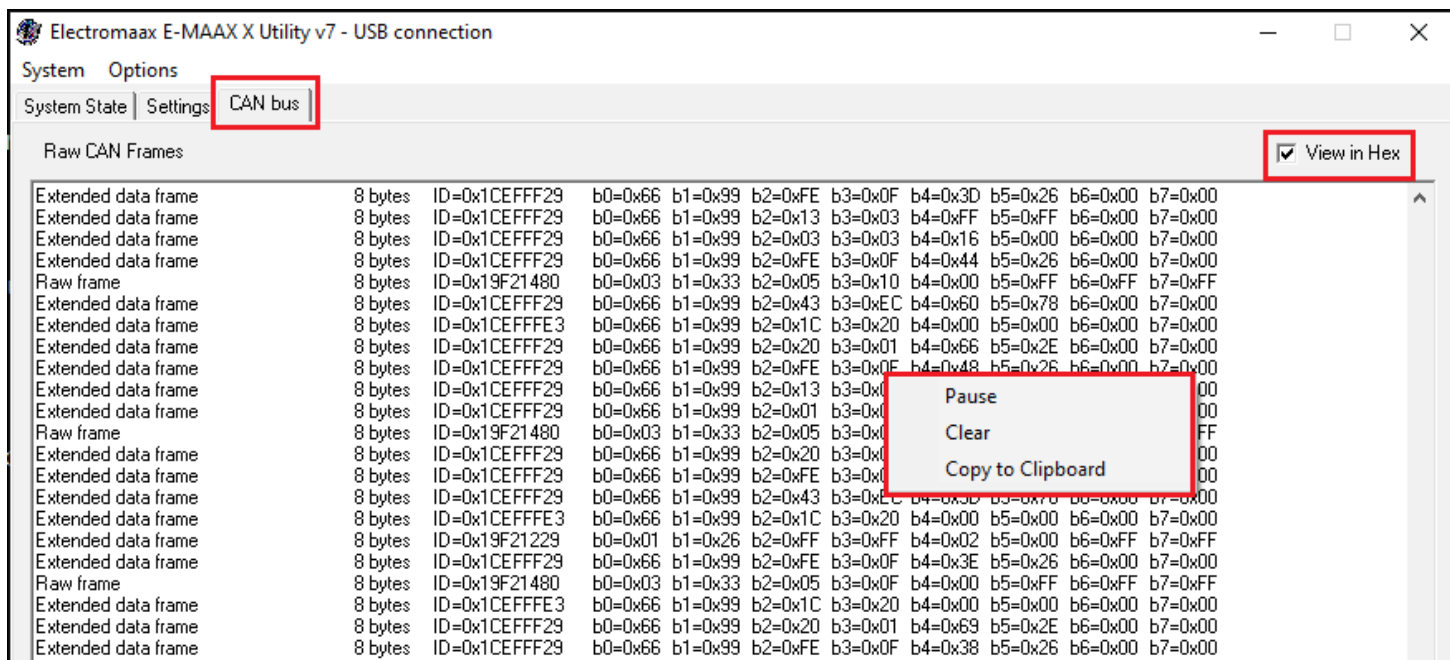 Electromaax E-MAAX X Utility v7 - USB connection
System Options
System State Settings CAN bus
Raw CAN Frames View in Hex
Extended data frame 8 bytes ID=0x1CEFFF29 b0=0x66 b1=0x99 b2=0xFE b3=0x0F b4=0x3D b5=0x26 b6=0x00 b7=0x00
Extended data frame 8 bytes ID=0x1CEFFF29 b0=0x66 b1=0x99 b2=0x13 b3=0x03 b4=0xFF b5=0xFF b6=0x00 b7=0x00
Extended data frame 8 bytes ID=0x1CEFFF29 b0=0x66 b1=0x99 b2=0x03 b3=0x03 b4=0x16 b5=0x00 b6=0x00 b7=0x00
Extended data frame 8 bytes ID=0x1CEFFF29 b0=0x66 b1=0x99 b2=0xFE b3=0x0F b4=0x44 b5=0x26 b6=0x00 b7=0x00
Raw frame 8 bytes ID=0x19F21480 b0=0x03 b1=0x33 b2=0x05 b3=0x10 b4=0x00 b5=0xFF b6=0xFF b7=0xFF
Extended data frame 8 bytes ID=0x1CEFFF29 b0=0x66 b1=0x99 b2=0x43 b3=0xEC b4=0x60 b5=0x78 b6=0x00 b7=0x00
Extended data frame 8 bytes ID=0x1CEFFFE3 b0=0x66 b1=0x99 b2=0x1C b3=0x20 b4=0x00 b5=0x00 b6=0x00 b7=0x00
Extended data frame 8 bytes ID=0x1CEFFF29 b0=0x66 b1=0x99 b2=0x20 b3=0x01 b4=0x66 b5=0x2E b6=0x00 b7=0x00
Extended data frame 8 bytes ID=0x1CEFFF29 b0=0x66 b1=0x99 b2=0xFE b3=0x0F b4=0x48 b5=0x26 b6=0x00 b7=0x00
Extended data frame 8 bytes ID=0x1CEFFF29 b0=0x66 b1=0x99 b2=0x13
Pause
Extended data frame 8 bytes ID=0x1CEFFF29 b0=0x66 b1=0x99 b2=0x01
Raw frame 8 bytes ID=0x19F21480 b0=0x03 b1=0x33 b2=0x05
Clear
Extended data frame 8 bytes ID=0x1CEFFF29 b0=0x66 b1=0x99 b2=0x20
Extended data frame 8 bytes ID=0x1CEFFF29 b0=0x66 b1=0x99 b2=0xFE
Copy to Clipboard
Extended data frame 8 bytes ID=0x1CEFFF29 b0=0x66 b1=0x99 b2=0x43 b3=0xEC b4=0x3D b6=0x00 b7=0x00
Extended data frame 8 bytes ID=0x1CEFFFE3 b0=0x66 b1=0x99 b2=0x1C b3=0x20 b4=0x00 b5=0x00 b6=0x00 b7=0x00
Extended data frame 8 bytes ID=0x19F21229 b0=0x01 b1=0x26 b2=0xFF b3=0xFF b4=0x02 b5=0x00 b6=0xFF b7=0xFF
Extended data frame 8 bytes ID=0x1CEFFF29 b0=0x66 b1=0x99 b2=0xFE b3=0x0F b4=0x3E b5=0x26 b6=0x00 b7=0x00
Raw frame 8 bytes ID=0x19F21480 b0=0x03 b1=0x33 b2=0x05 b3=0x0F b4=0x00 b5=0xFF b6=0xFF b7=0xFF
Extended data frame 8 bytes ID=0x1CEFFFE3 b0=0x66 b1=0x99 b2=0x1C b3=0x20 b4=0x00 b5=0x00 b6=0x00 b7=0x00
Extended data frame 8 bytes ID=0x1CEFFF29 b0=0x66 b1=0x99 b2=0x20 b3=0x01 b4=0x69 b5=0x2E b6=0x00 b7=0x00
Extended data frame 8 bytes ID=0x1CEFFF29 b0=0x66 b1=0x99 b2=0xFE b3=0x0F b4=0x38 b5=0x26 b6=0x00 b7=0x00